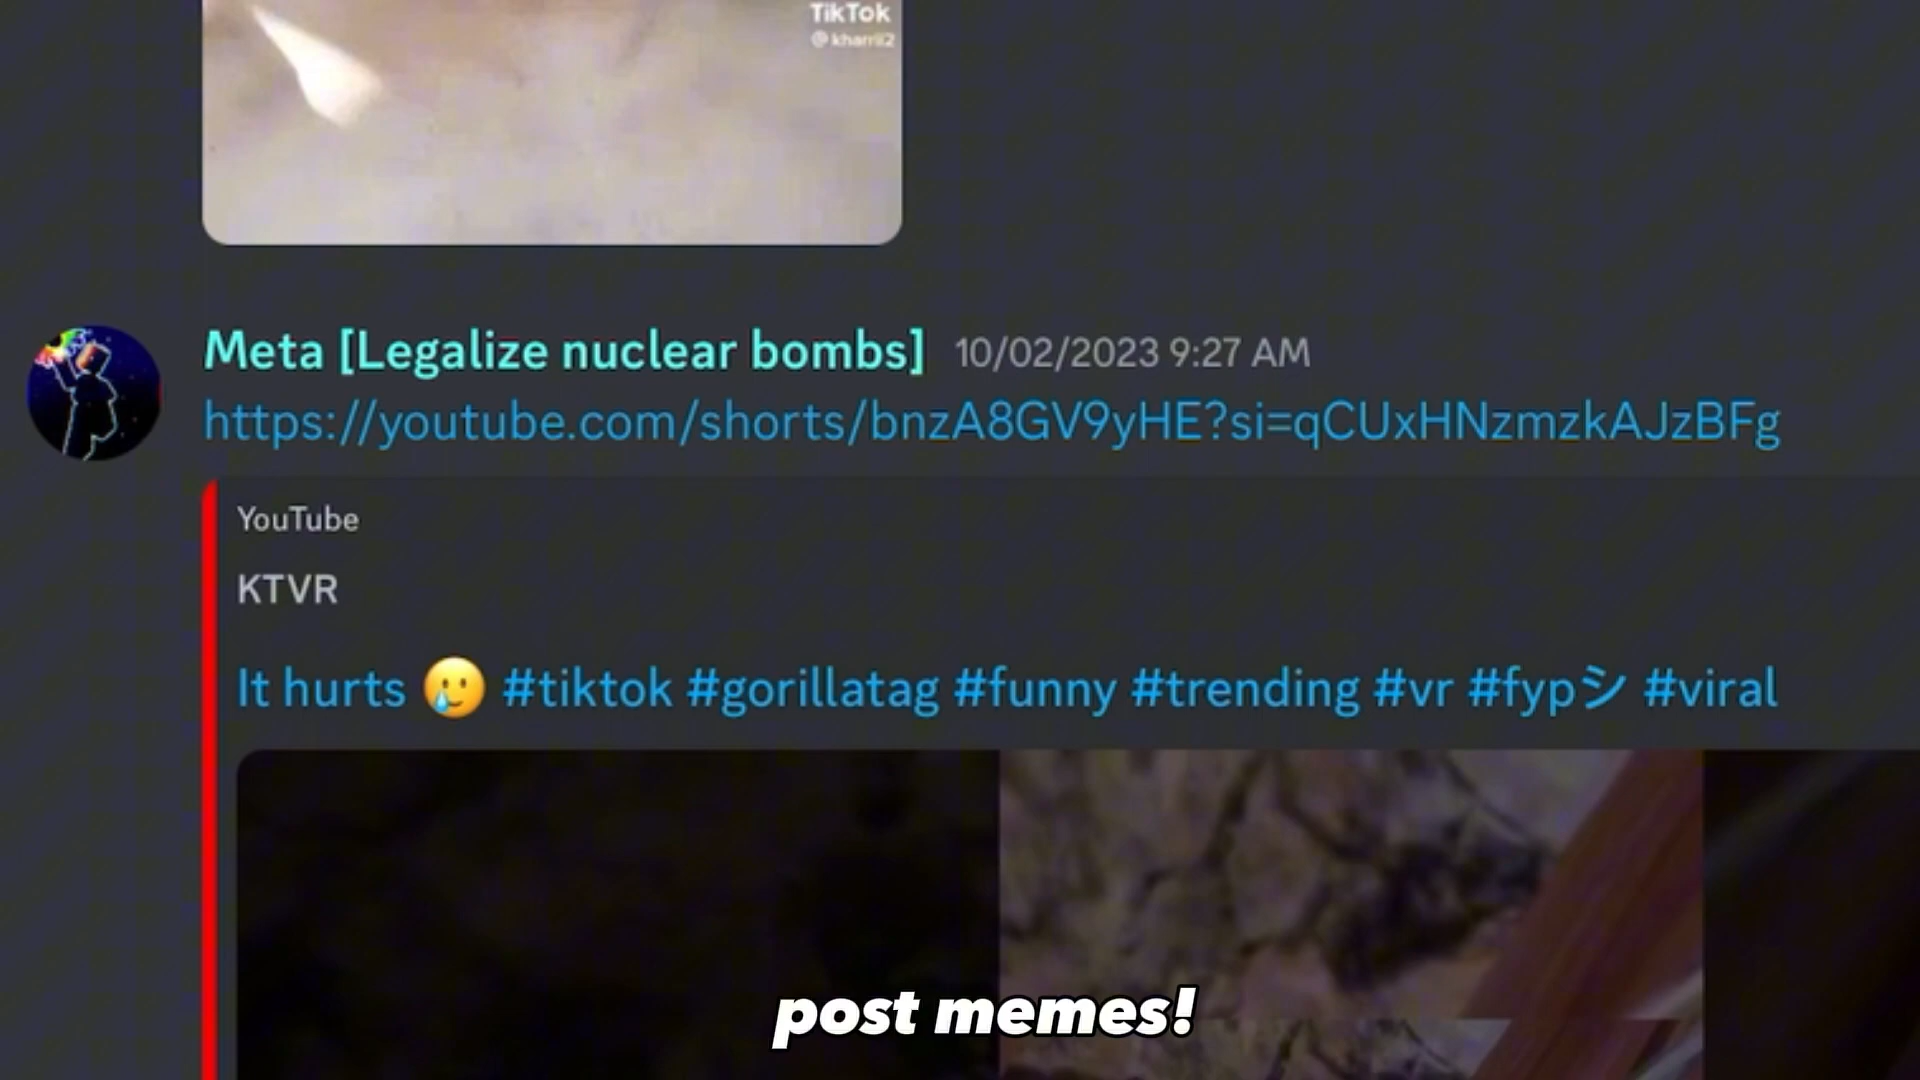 TikTok
@kharrii2
Meta [Legalize nuclear bombs] 10/02/2023 9:27 AM
https://youtube.com/shorts/bnzA8GV9yHE?si=qCUxHNzmzkAJzBFg
YouTube
KTVR
It hurts 🥲 #tiktok #gorillatag #funny #trending #vr #fypシ #viral
post memes!